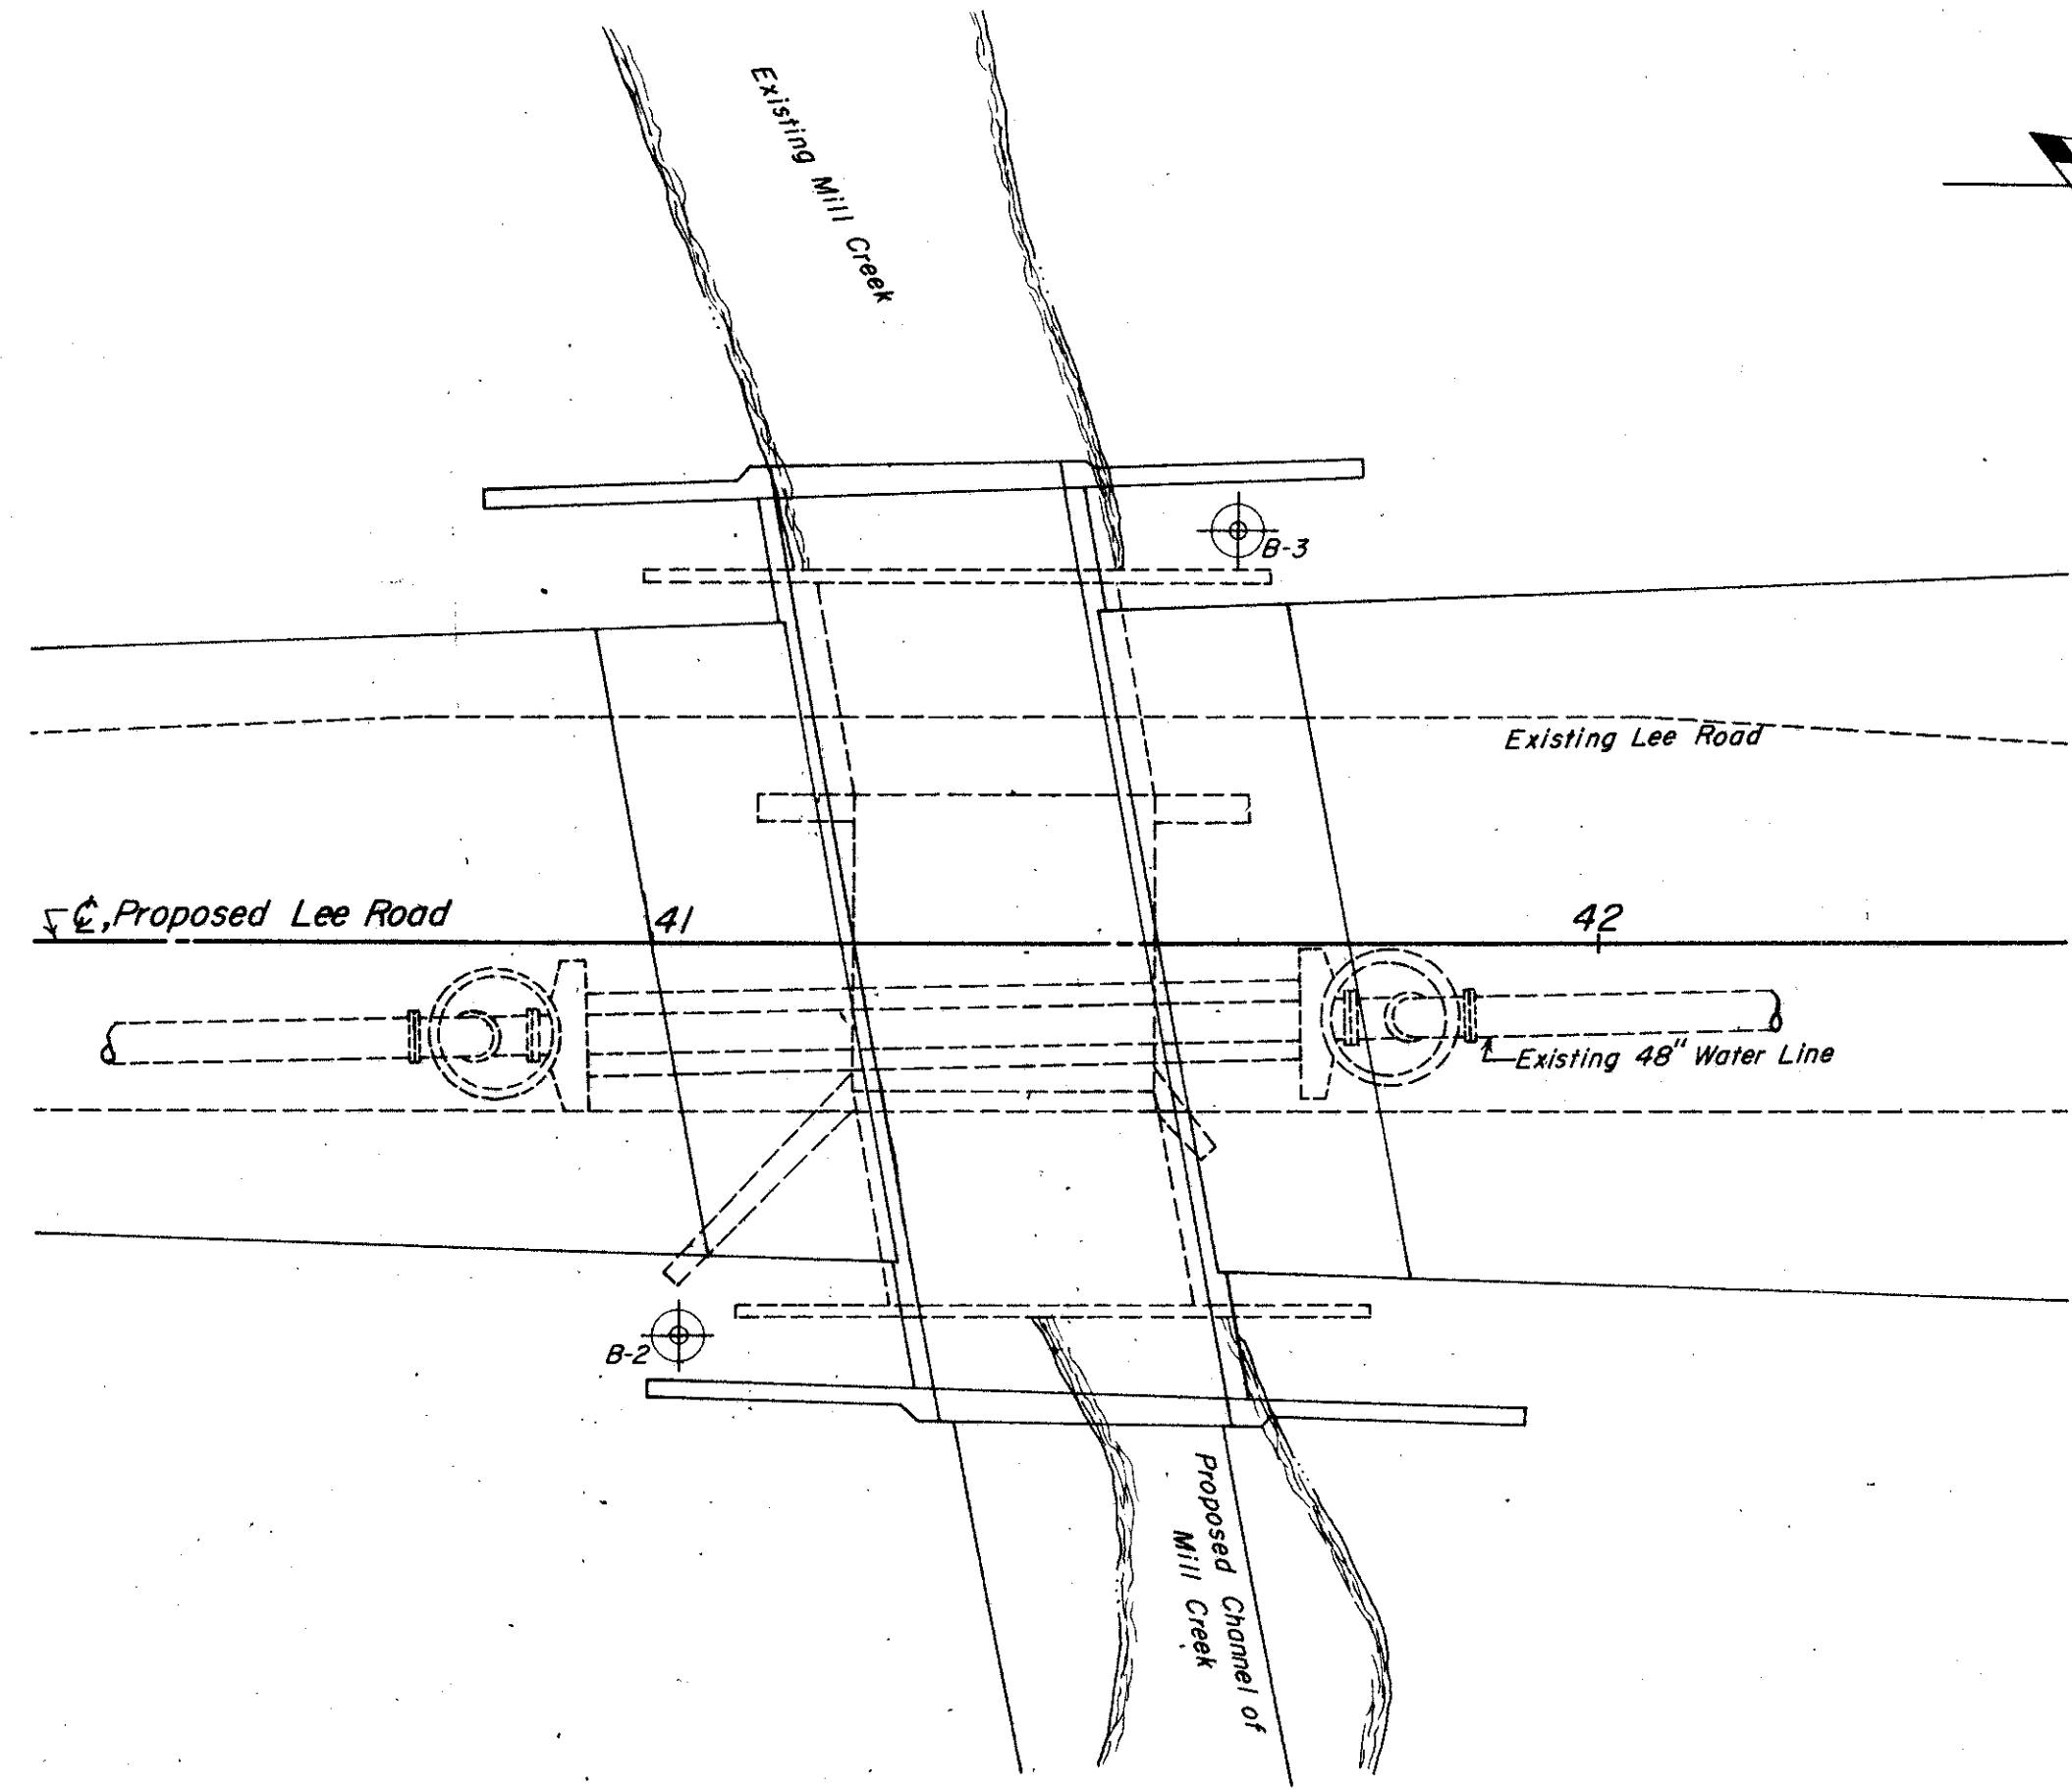 Existing Mill Creek
B-3
Existing Lee Road
℄, Proposed Lee Road
41
42
Existing 48" Water Line
B-2
Proposed Channel of
Mill Creek